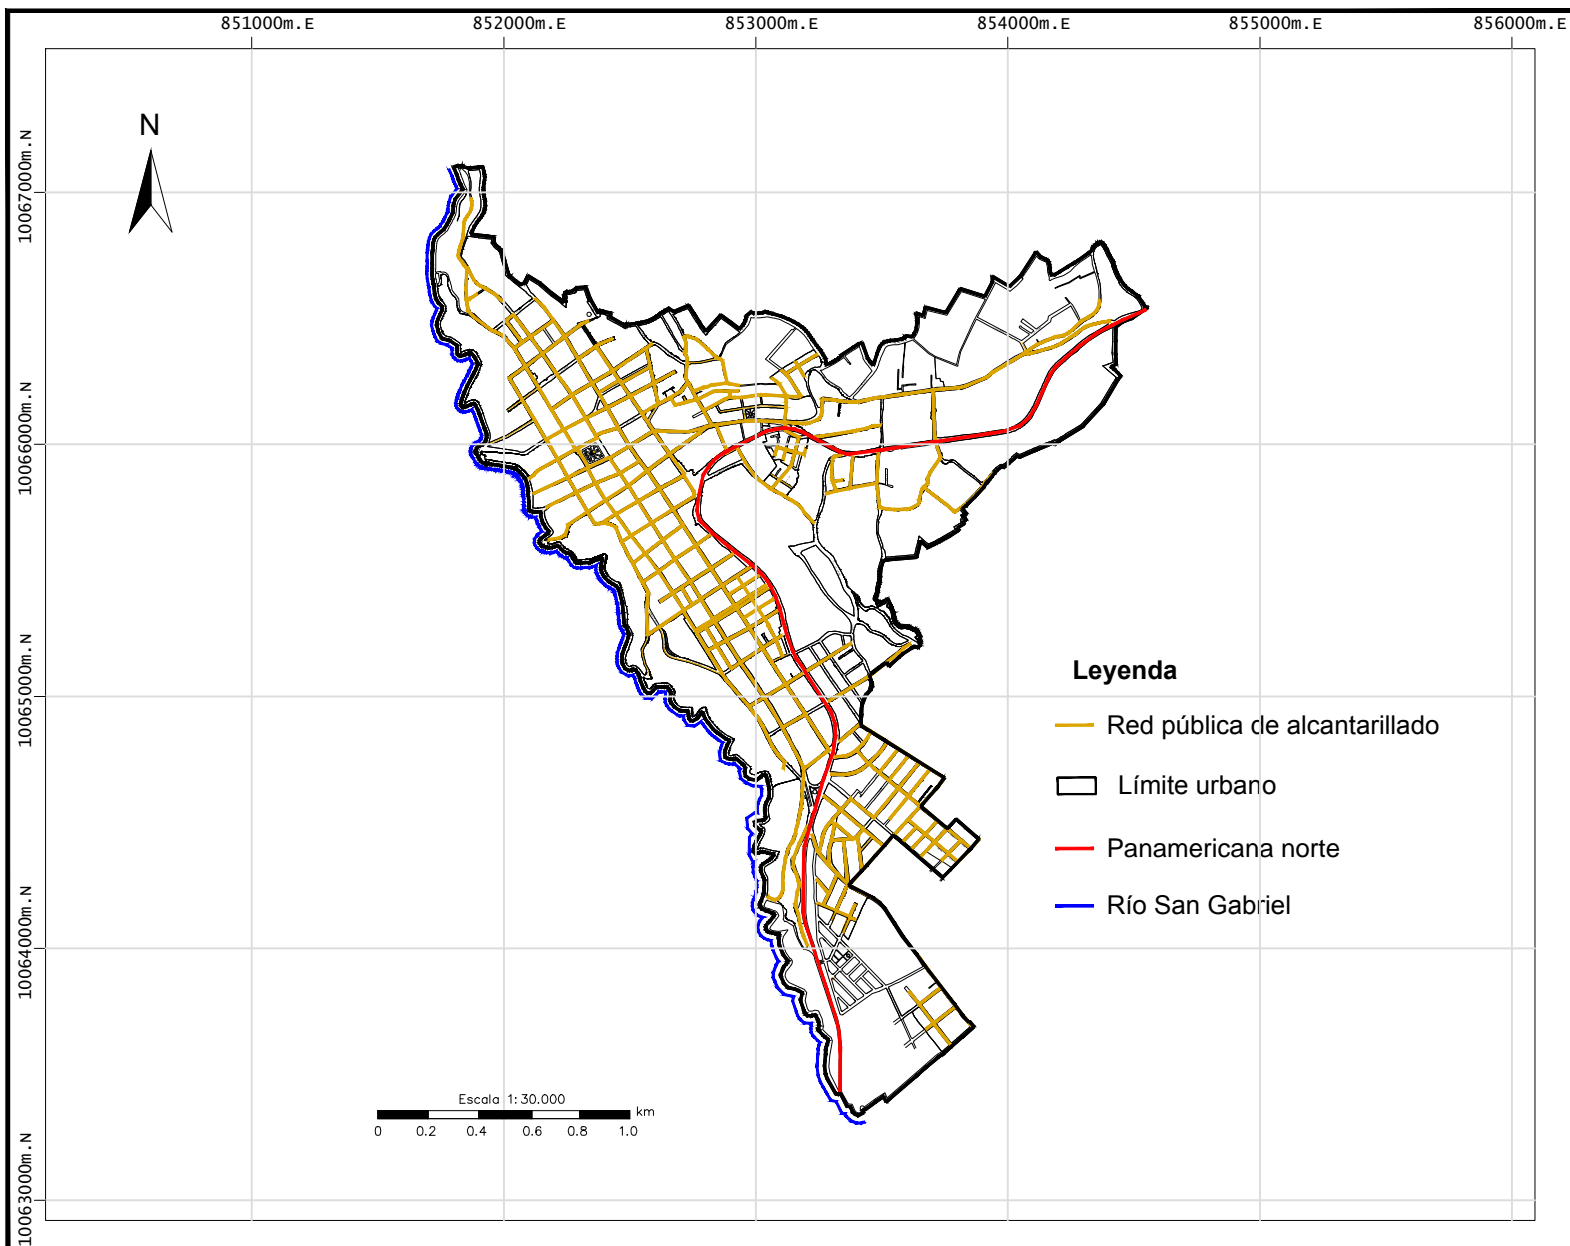 851000m.E 852000m.E 853000m.E 854000m.E 855000m.E 856000m.E
N
10067000m.N
10066000m.N
10065000m.N
10064000m.N
10063000m.N
Leyenda
Red pública de alcantarillado
Límite urbano
Panamericana norte
Río San Gabriel
Escala 1:30.000
km
0 0.2 0.4 0.6 0.8 1.0